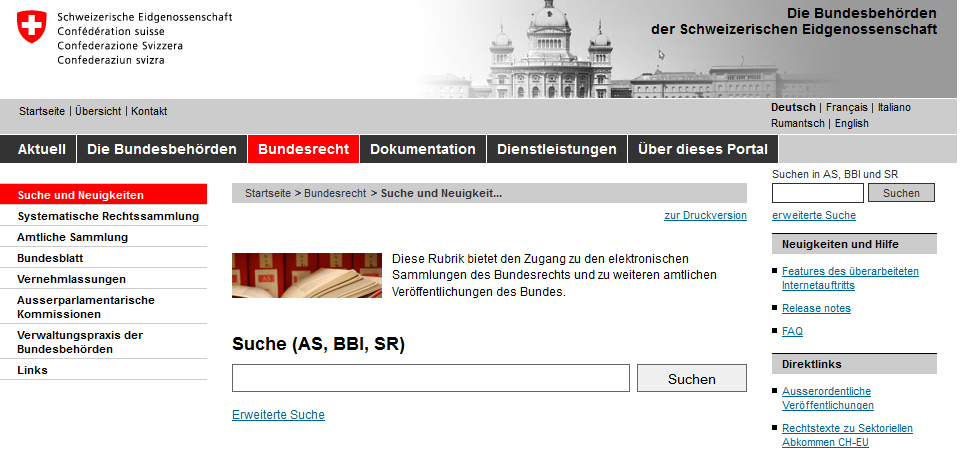 Schweizerische Eidgenossenschaft
Confédération suisse
Confederazione Svizzera
Confederaziun svizra
Die Bundesbehörden
der Schweizerischen Eidgenossenschaft
Startseite | Übersicht | Kontakt
Deutsch | Français | Italiano
Rumantsch | English
Aktuell Die Bundesbehörden Bundesrecht Dokumentation Dienstleistungen Über dieses Portal
Suche und Neuigkeiten
Systematische Rechtssammlung
Amtliche Sammlung
Bundesblatt
Vernehmlassungen
Ausserparlamentarische
Kommissionen
Verwaltungspraxis der
Bundesbehörden
Links
Startseite > Bundesrecht > Suche und Neuigkeit...
zur Druckversion
Diese Rubrik bietet den Zugang zu den elektronischen
Sammlungen des Bundesrechts und zu weiteren amtlichen
Veröffentlichungen des Bundes.
Suche (AS, BBI, SR)
Suchen
Erweiterte Suche
Suchen in AS, BBI und SR
Suchen
erweiterte Suche
Neuigkeiten und Hilfe
Features des überarbeiteten
Internetauftritts
Release notes
FAQ
Direktlinks
Ausserordentliche
Veröffentlichungen
Rechtstexte zu Sektoriellen
Abkommen CH-EU